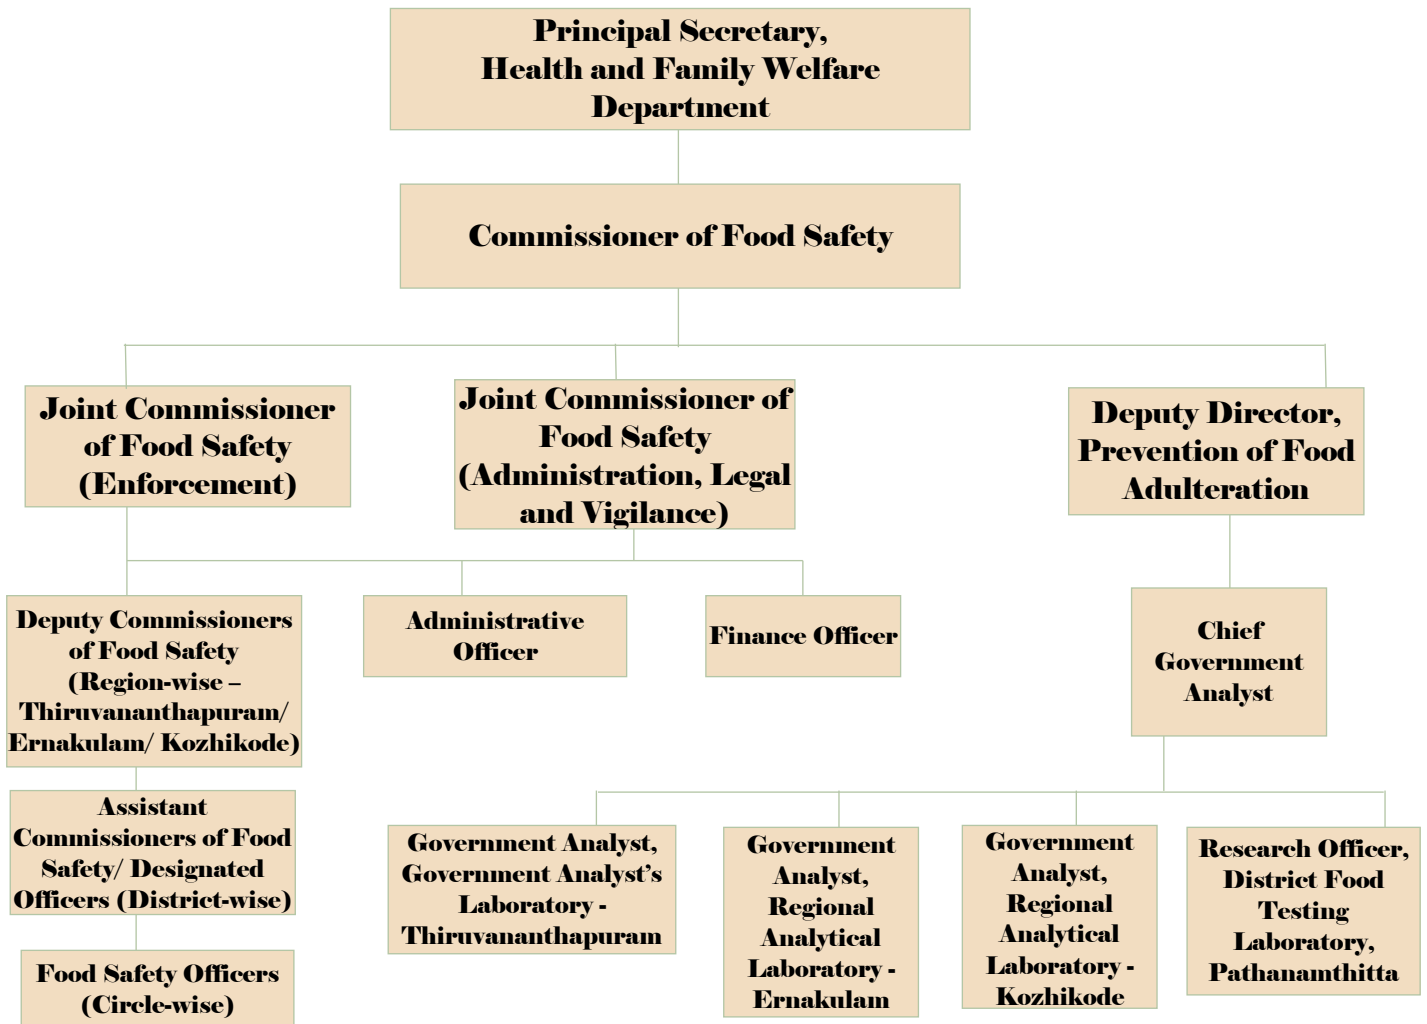 Principal Secretary,
Health and Family Welfare
Department
Commissioner of Food Safety
Joint Commissioner
of Food Safety
(Enforcement)
Joint Commissioner of
Food Safety
(Administration, Legal
and Vigilance)
Deputy Director,
Prevention of Food
Adulteration
Deputy Commissioners
of Food Safety
(Region-wise –
Thiruvananthapuram/
Ernakulam/ Kozhikode)
Administrative
Officer
Finance Officer
Chief
Government
Analyst
Assistant
Commissioners of Food
Safety/ Designated
Officers (District-wise)
Government Analyst,
Government Analyst’s
Laboratory -
Thiruvananthapuram
Government
Analyst,
Regional
Analytical
Laboratory -
Ernakulam
Government
Analyst,
Regional
Analytical
Laboratory -
Kozhikode
Research Officer,
District Food
Testing
Laboratory,
Pathanamthitta
Food Safety Officers
(Circle-wise)